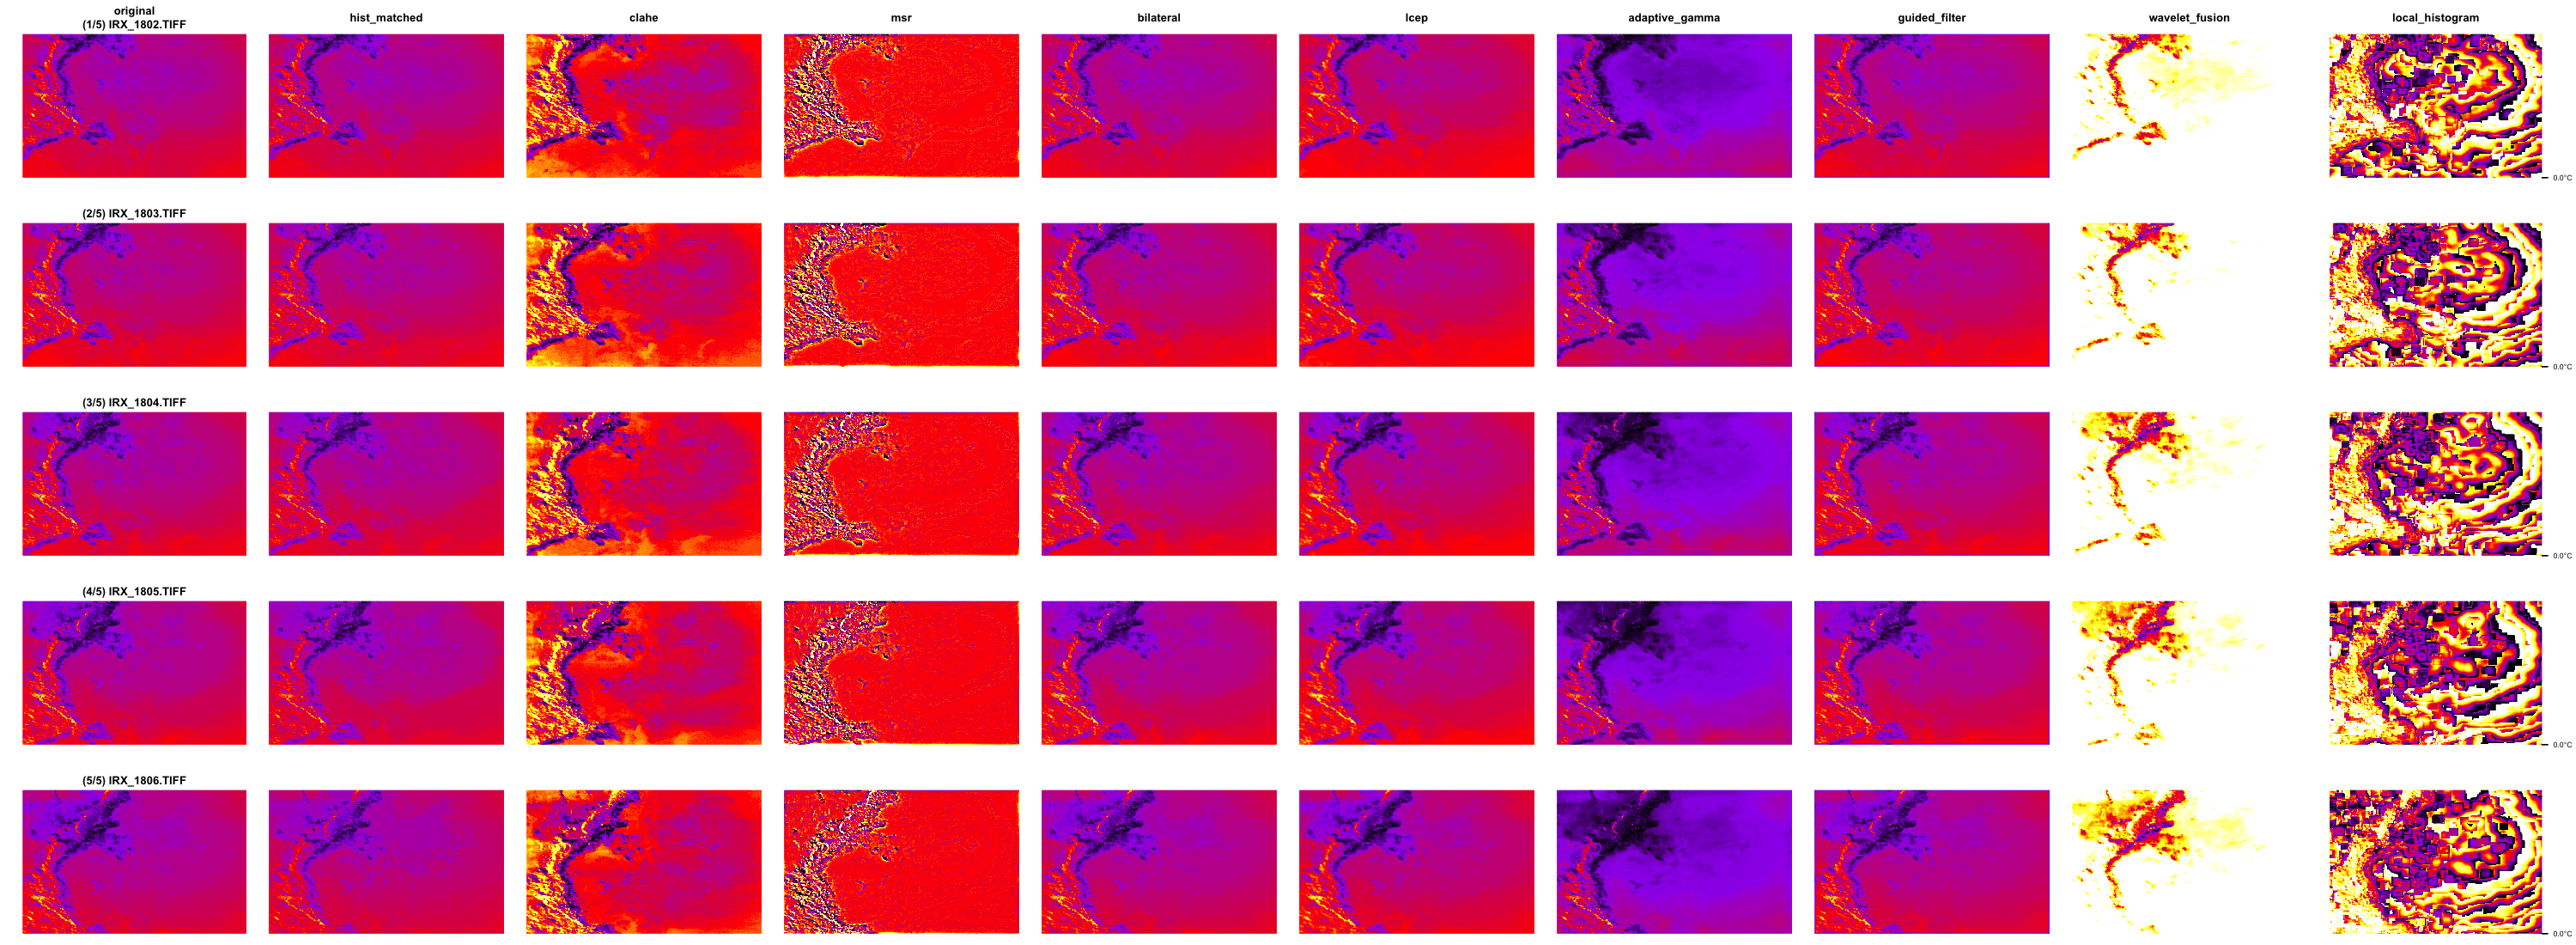 original
(1/5) IRX_1802.TIFF
hist_matched
clahe
msr
bilateral
lcep
adaptive_gamma
guided_filter
wavelet_fusion
local_histogram
0.0°C
(2/5) IRX_1803.TIFF
0.0°C
(3/5) IRX_1804.TIFF
0.0°C
(4/5) IRX_1805.TIFF
0.0°C
(5/5) IRX_1806.TIFF
0.0°C